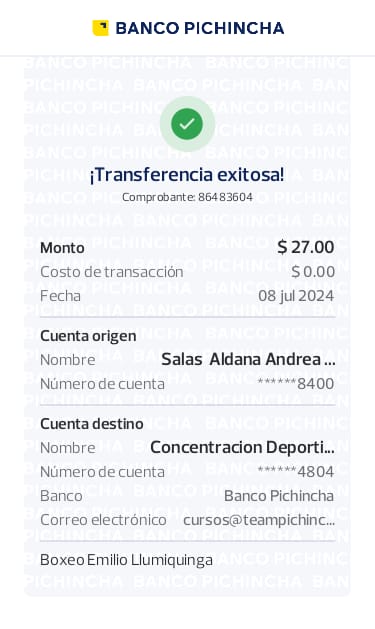 BANCO PICHINCHA
¡Transferencia exitosa!
Comprobante: 86483604
Monto $ 27.00
Costo de transacción $ 0.00
Fecha 08 jul 2024
Cuenta origen
Nombre Salas Aldana Andrea ...
Número de cuenta ******8400
Cuenta destino
Nombre Concentracion Deporti...
Número de cuenta ******4804
Banco Banco Pichincha
Correo electrónico cursos@teampichinc...
Boxeo Emilio Llumiquinga